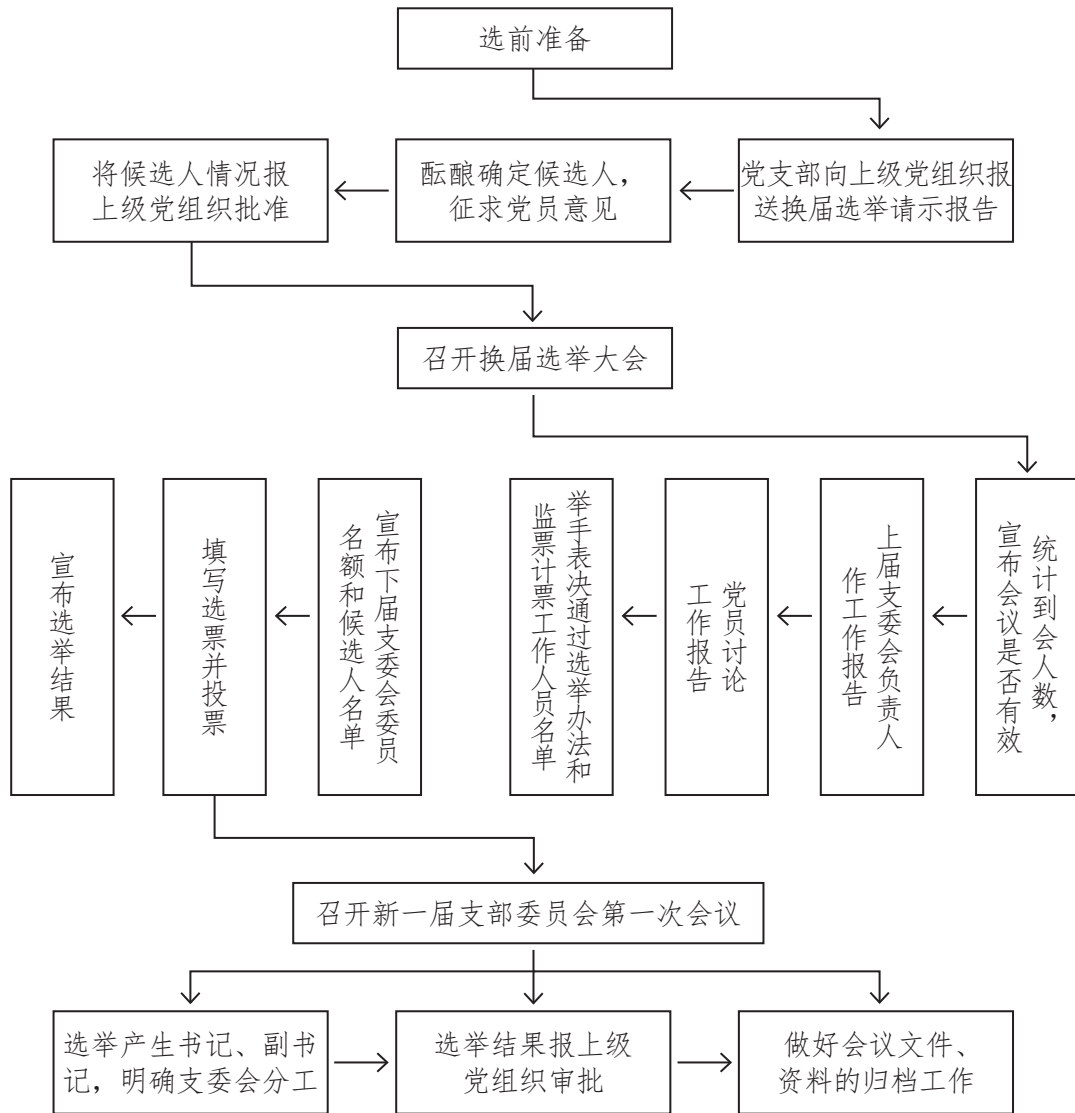 选前准备
党支部向上级党组织报
送换届选举请示报告
酝酿确定候选人，
征求党员意见
将候选人情况报
上级党组织批准
召开换届选举大会
统计到会人数，
宣布会议是否有效
上届支委会负责人
作工作报告
党员讨论
工作报告
举手表决通过选举办法和
监票计票工作人员名单
宣布下届支委会委员
名额和候选人名单
填写选票并投票
宣布选举结果
召开新一届支部委员会第一次会议
选举产生书记、副书
记，明确支委会分工
选举结果报上级
党组织审批
做好会议文件、
资料的归档工作